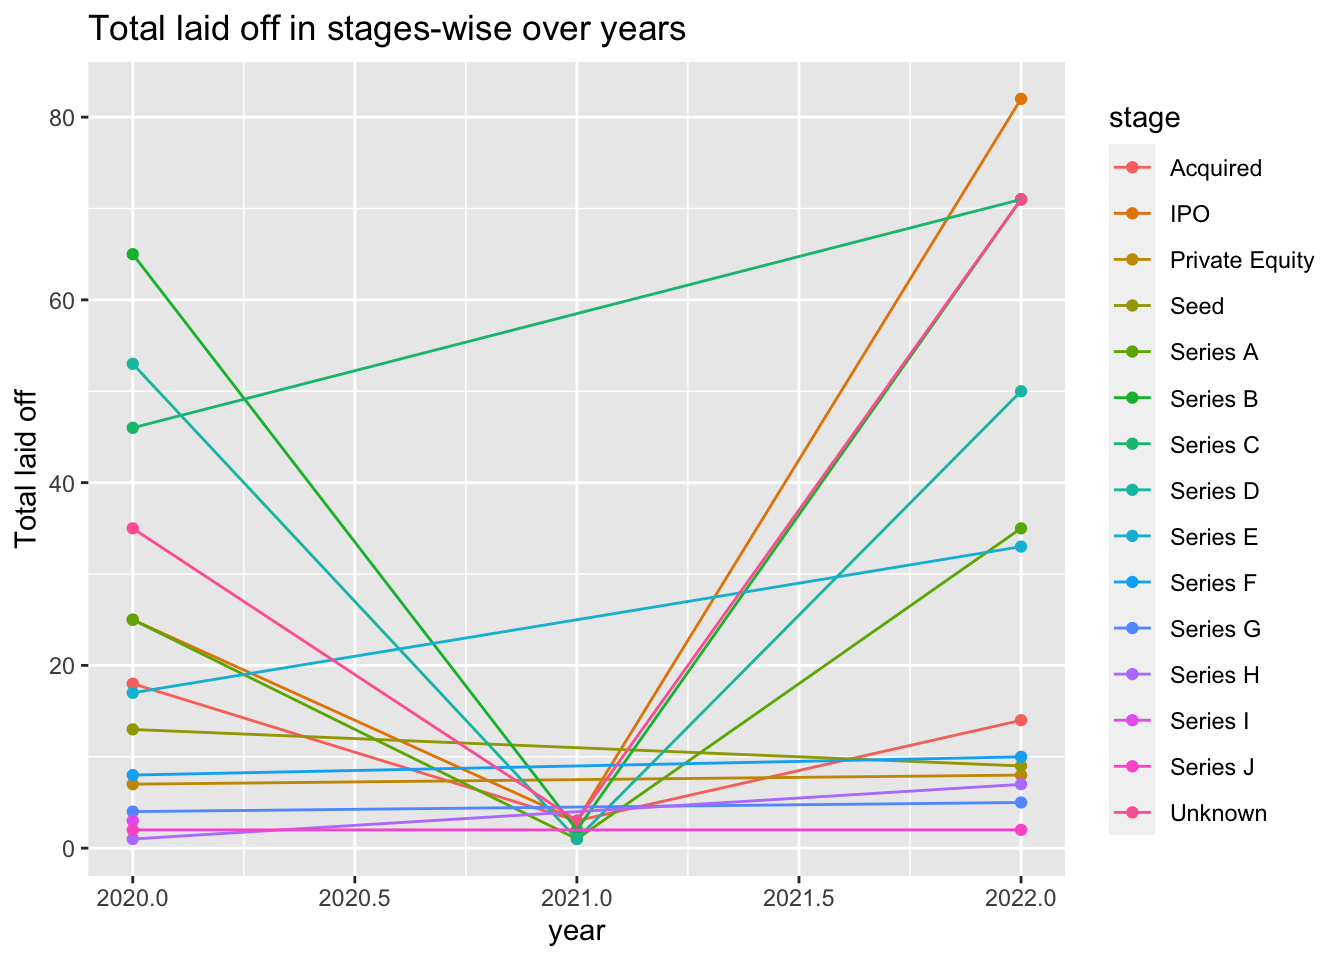 Total laid off in stages-wise over years
Total laid off
80
60
40
20
0
2020.0 2020.5 2021.0 2021.5 2022.0
year
stage
Acquired
IPO
Private Equity
Seed
Series A
Series B
Series C
Series D
Series E
Series F
Series G
Series H
Series I
Series J
Unknown